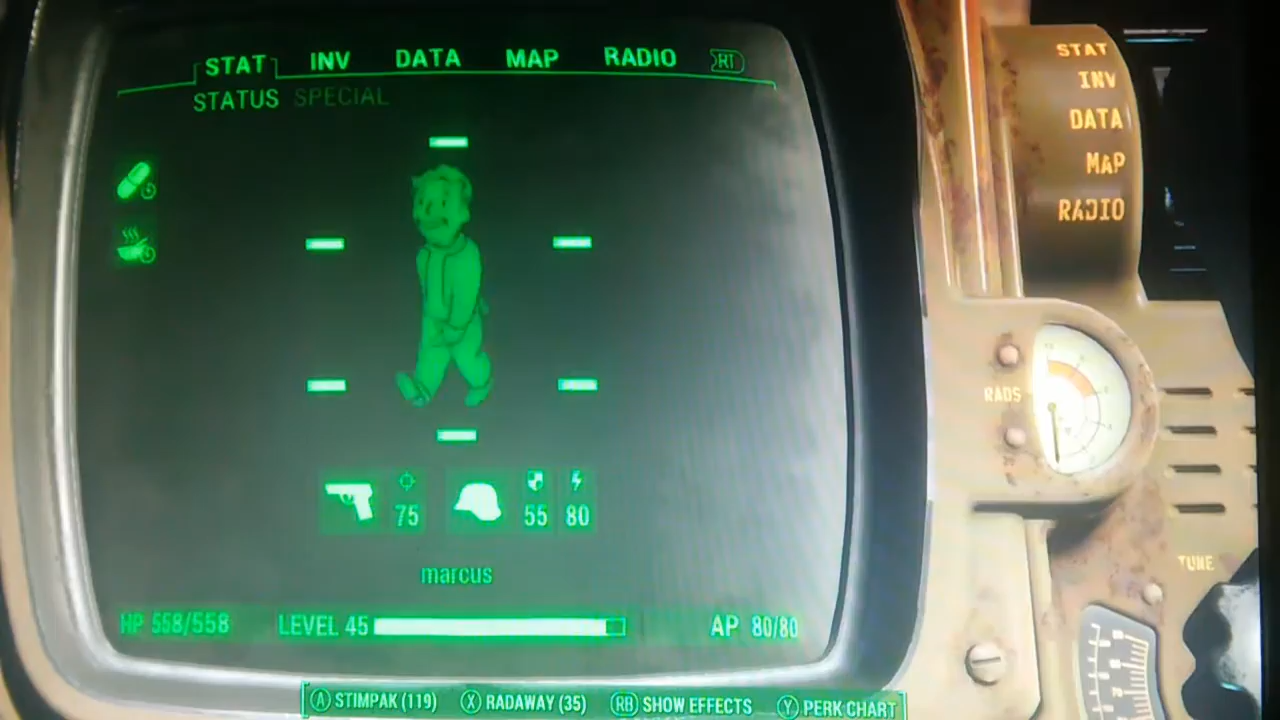 STAT INV DATA MAP RADIO RT
STATUS SPECIAL
75 55 80
marcus
HP 558/558 LEVEL 45 AP 80/80
A STIMPAK (119) X RADAWAY (35) RB SHOW EFFECTS Y PERK CHART
STAT
INV
DATA
MAP
RADIO
RADS
TUNE